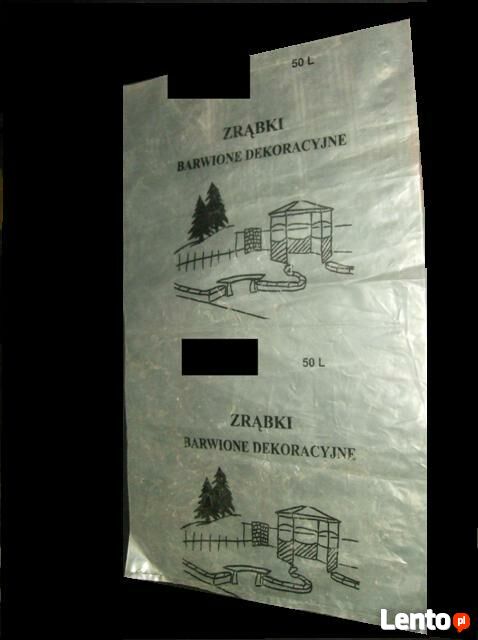 50 L
ZRĄBKI
BARWIONE DEKORACYJNE
50 L
ZRĄBKI
BARWIONE DEKORACYJNE
Lento.pl